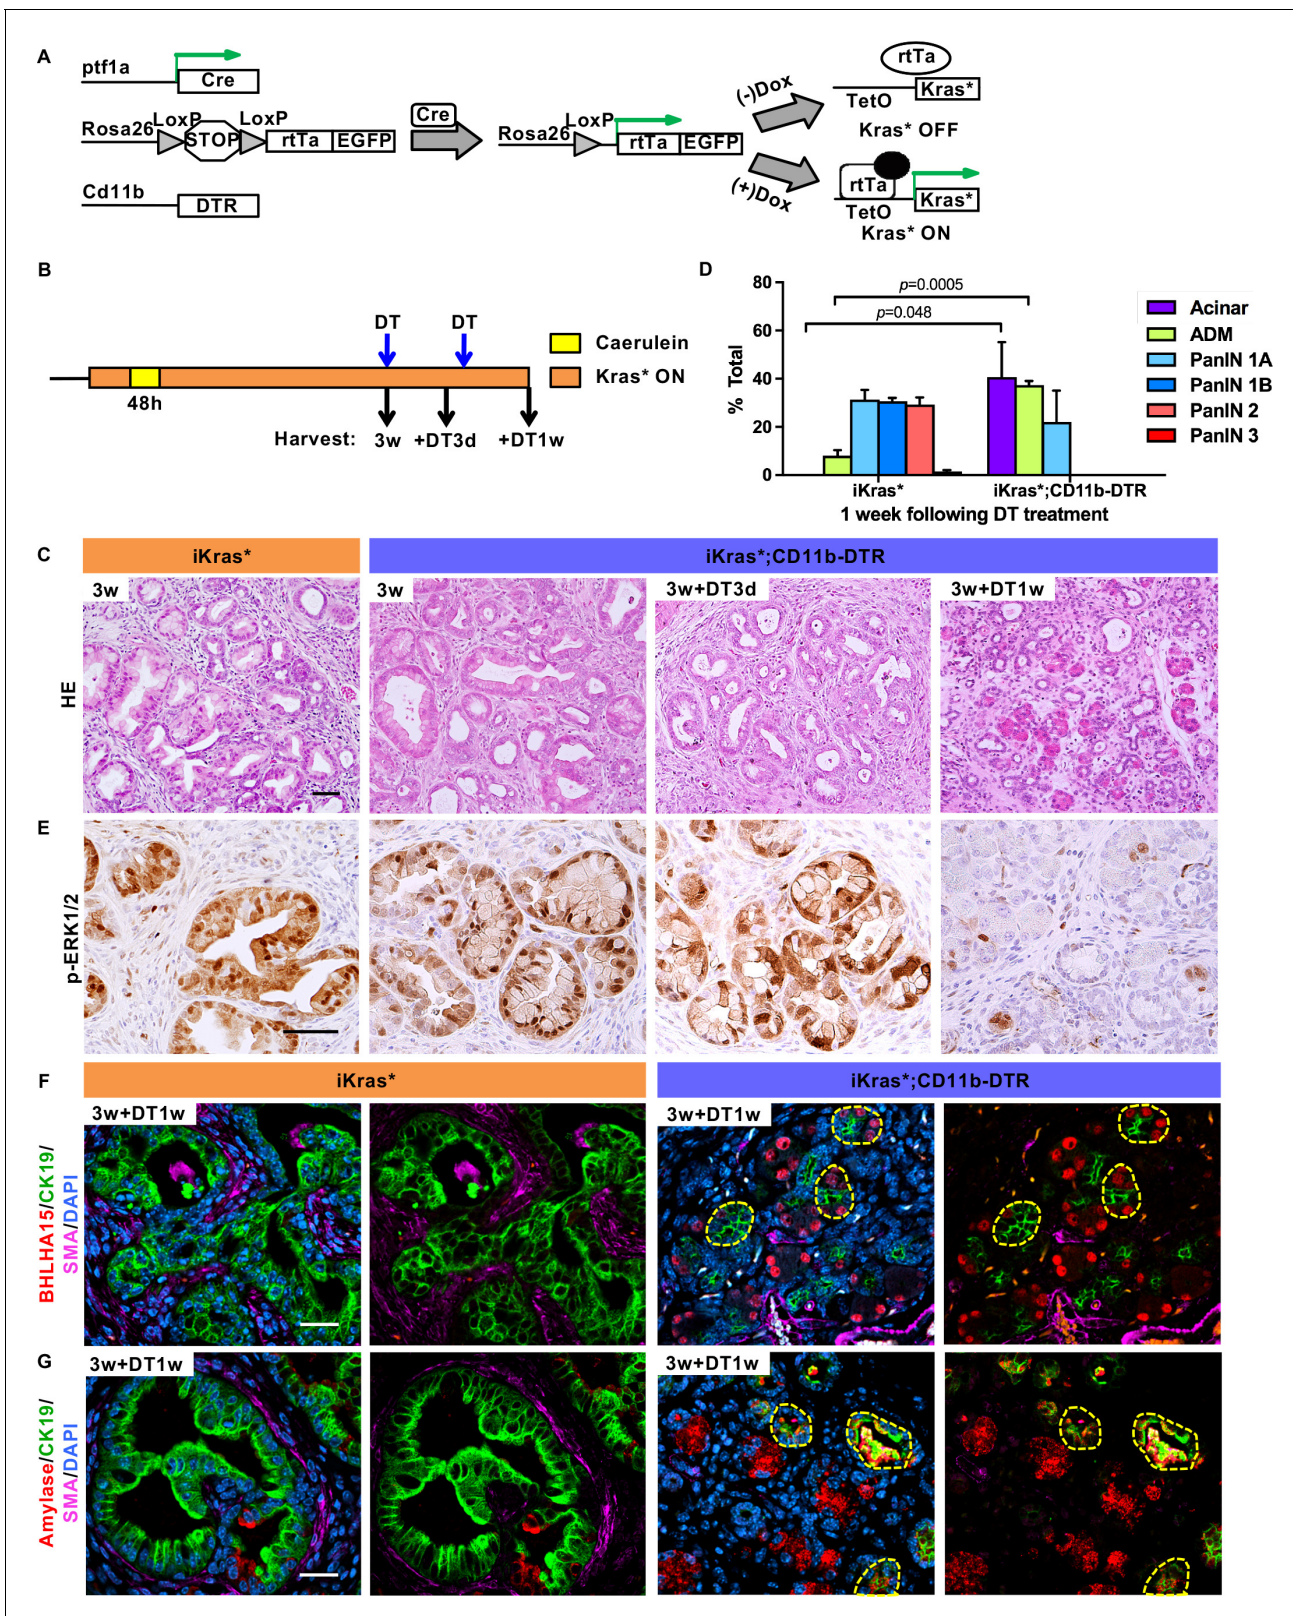 A
ptf1a
Cre
LoxP
LoxP
Rosa26
STOP
rtTa
EGFP
Cre
LoxP
Rosa26
rtTa
EGFP
Cd11b
DTR
(-)Dox
(+)Dox
rtTa
TetO
Kras*
Kras* OFF
rtTa
TetO
Kras*
Kras* ON
B
DT
DT
48h
Harvest:
3w
+DT3d
+DT1w
Caerulein
Kras* ON
D
% Total
80
60
40
20
0
p=0.0005
p=0.048
iKras*
iKras*;CD11b-DTR
1 week following DT treatment
Acinar
ADM
PanIN 1A
PanIN 1B
PanIN 2
PanIN 3
C
iKras*
iKras*;CD11b-DTR
HE
3w
3w
3w+DT3d
3w+DT1w
E
p-ERK1/2
F
iKras*
iKras*;CD11b-DTR
BHLHA15/CK19/
SMA/DAPI
3w+DT1w
3w+DT1w
G
Amylase/CK19/
SMA/DAPI
3w+DT1w
3w+DT1w